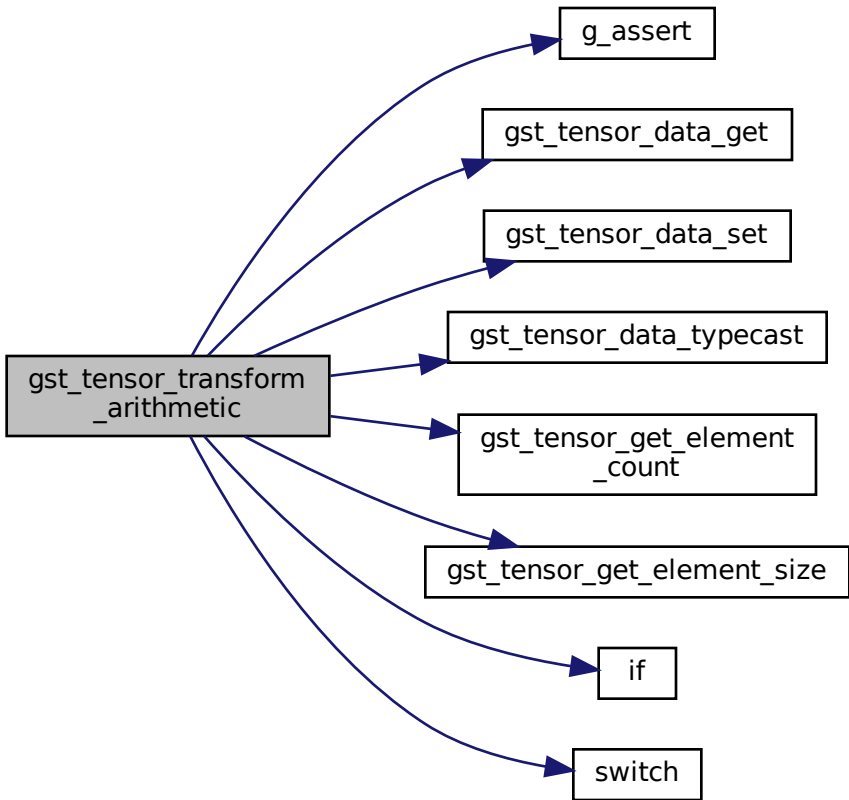 g_assert
gst_tensor_data_get
gst_tensor_data_set
gst_tensor_data_typecast
gst_tensor_transform
_arithmetic
gst_tensor_get_element
_count
gst_tensor_get_element_size
if
switch